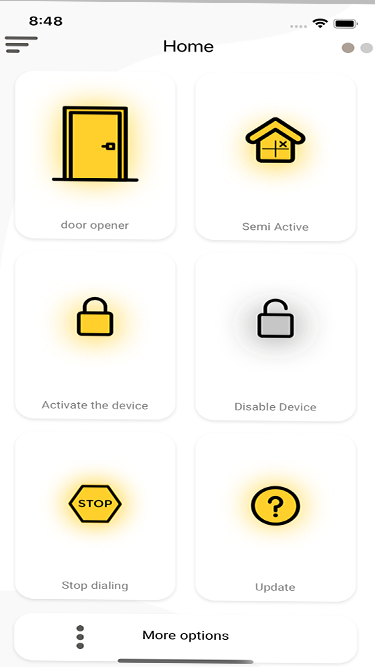 8:48
Home
door opener
Semi Active
Activate the device
Disable Device
STOP
Stop dialing
?
Update
More options